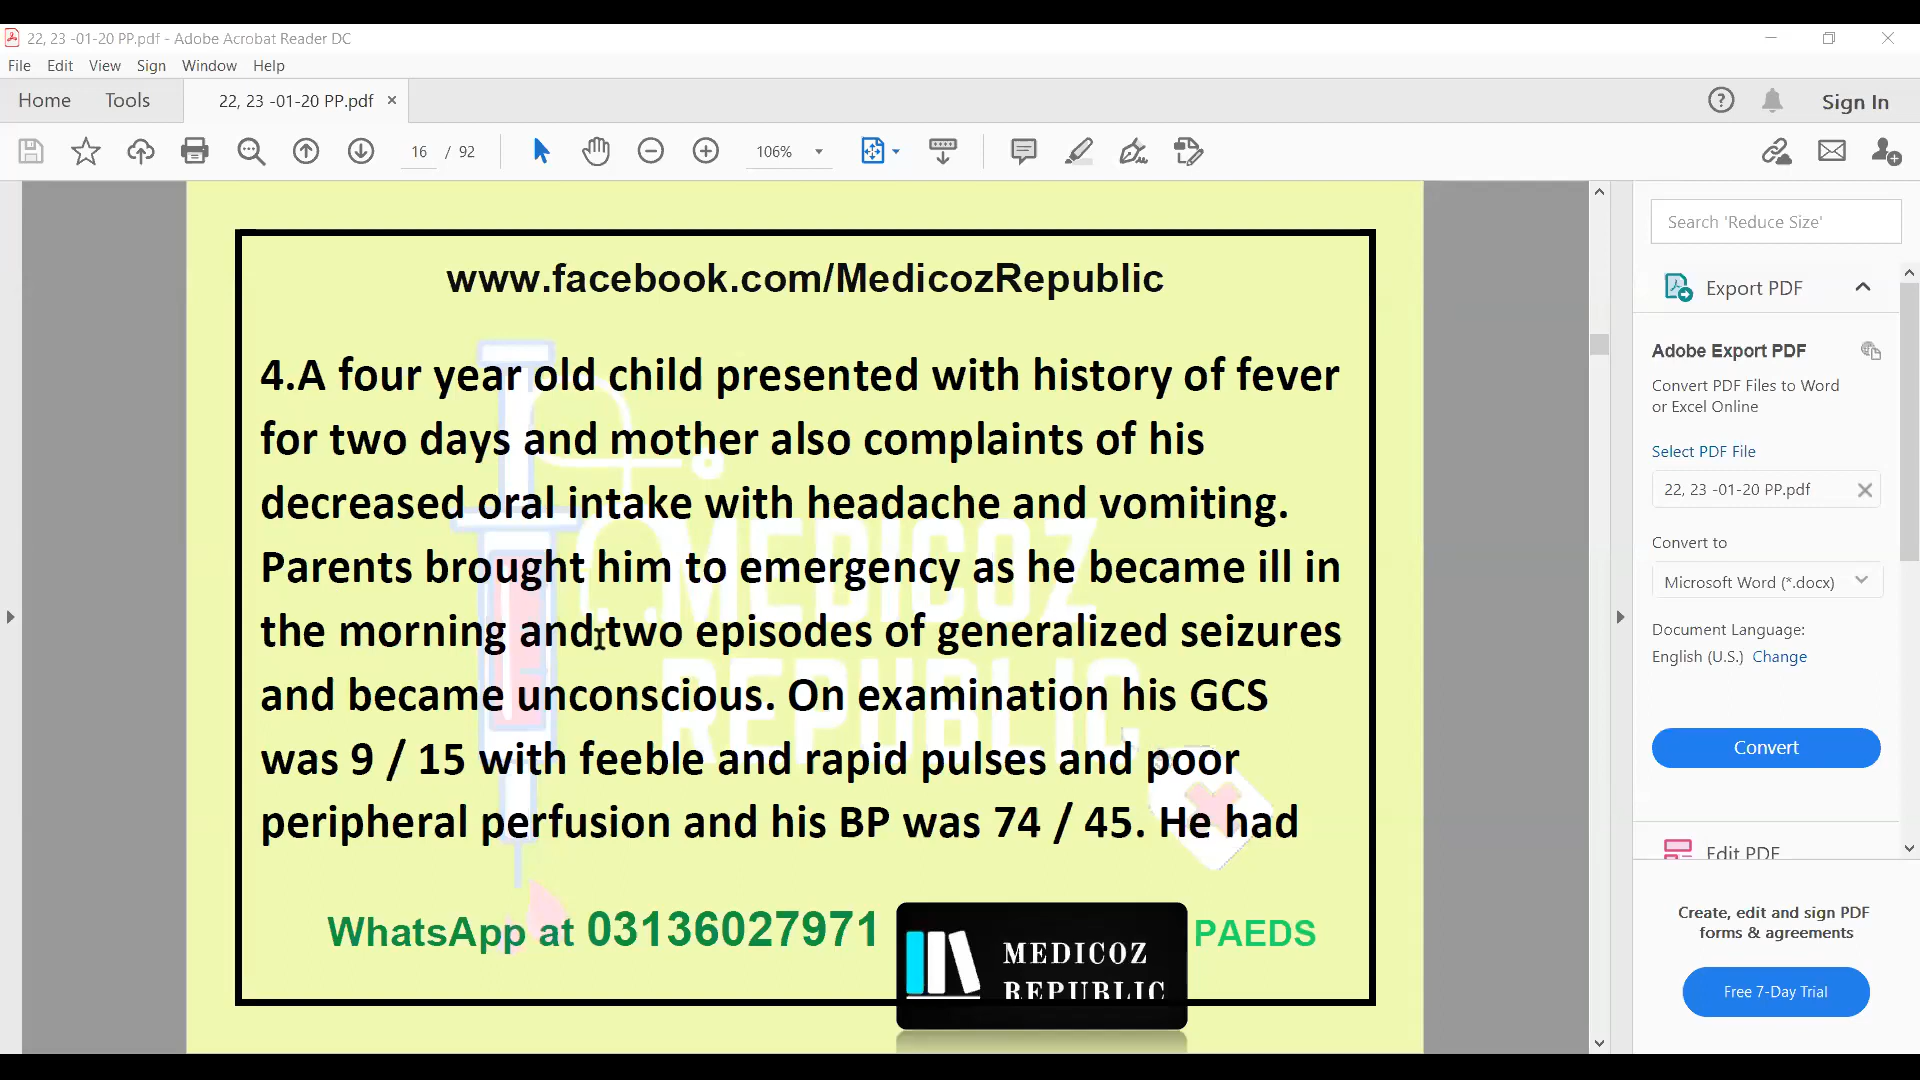 22, 23 -01-20 PP.pdf - Adobe Acrobat Reader DC
File Edit View Sign Window Help
Home Tools 22, 23 -01-20 PP.pdf × Sign In
16 / 92 106%
Search 'Reduce Size'
www.facebook.com/MedicozRepublic
Export PDF
4.A four year old child presented with history of fever
for two days and mother also complaints of his
decreased oral intake with headache and vomiting.
Parents brought him to emergency as he became ill in
the morning and two episodes of generalized seizures
and became unconscious. On examination his GCS
was 9 / 15 with feeble and rapid pulses and poor
peripheral perfusion and his BP was 74 / 45. He had
MEDICOZ
REPUBLIC
WhatsApp at 03136027971
MEDICOZ
REPUBLIC
PAEDS
Adobe Export PDF
Convert PDF Files to Word
or Excel Online
Select PDF File
22, 23 -01-20 PP.pdf
Convert to
Microsoft Word (*.docx)
Document Language:
English (U.S.) Change
Convert
Edit PDF
Create, edit and sign PDF
forms & agreements
Free 7-Day Trial